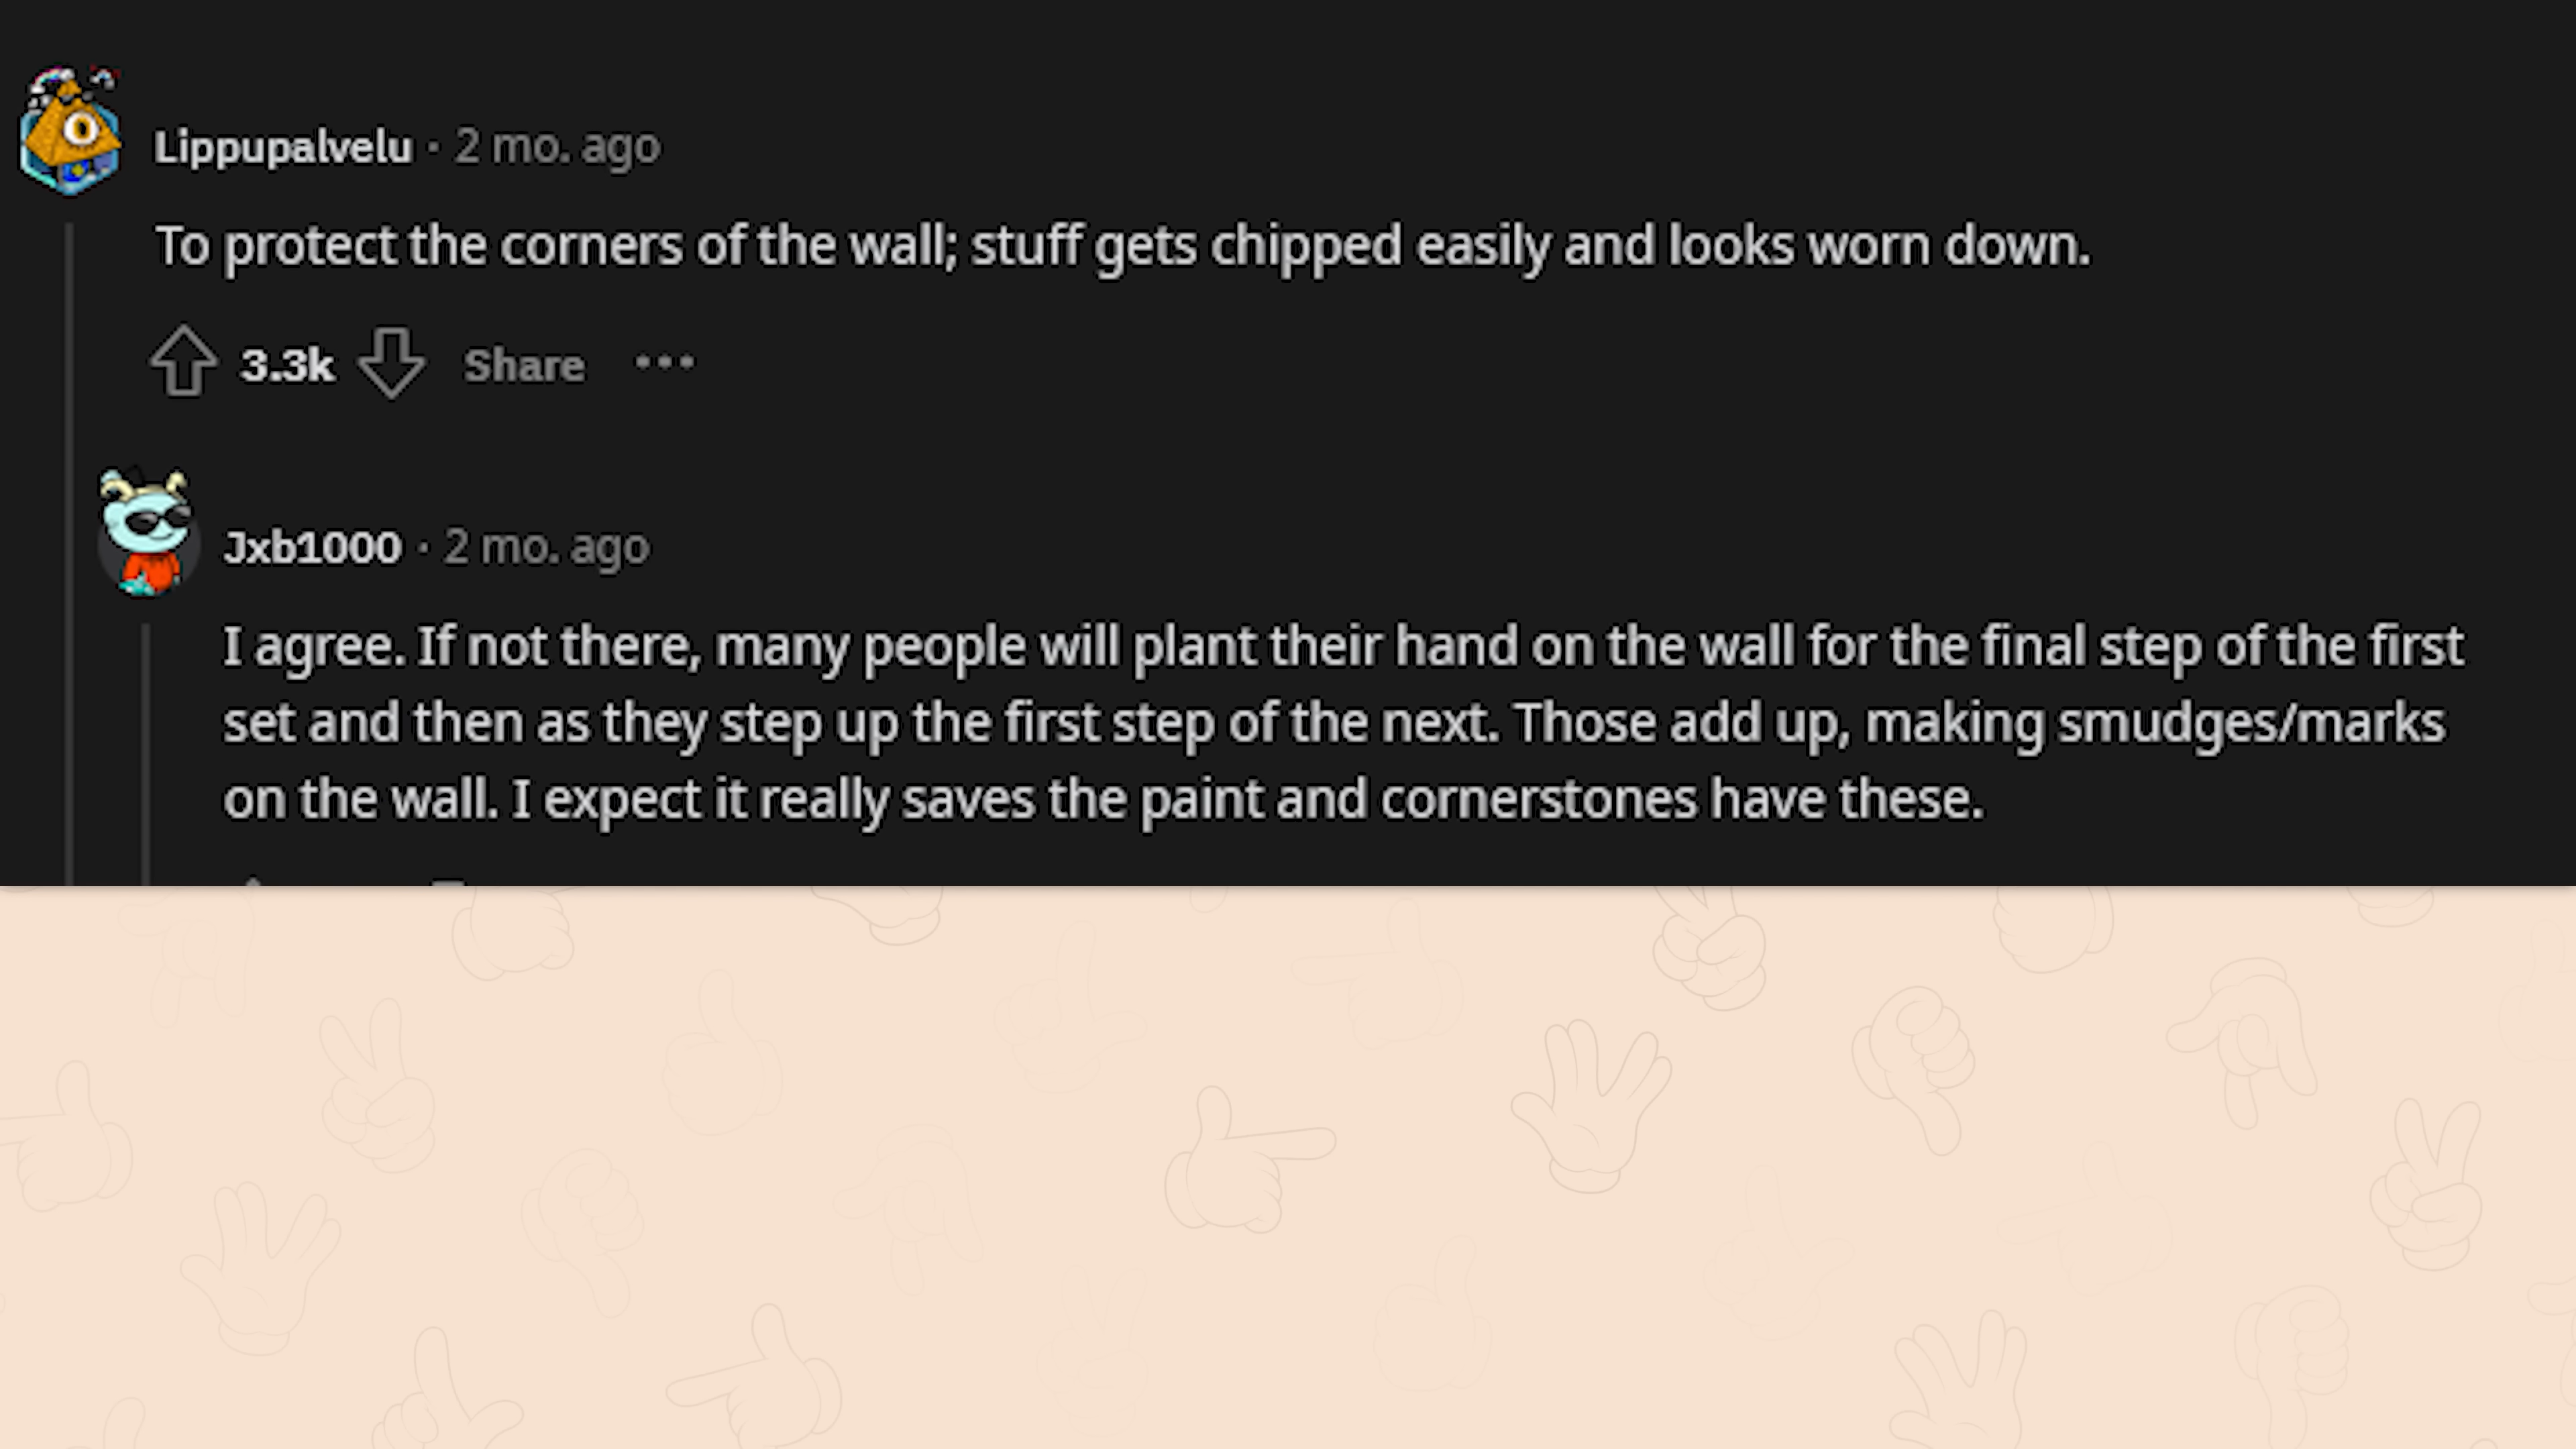 Lippupalvelu · 2 mo. ago
To protect the corners of the wall; stuff gets chipped easily and looks worn down.
3.3k Share ···
Jxb1000 · 2 mo. ago
I agree. If not there, many people will plant their hand on the wall for the final step of the first
set and then as they step up the first step of the next. Those add up, making smudges/marks
on the wall. I expect it really saves the paint and cornerstones have these.